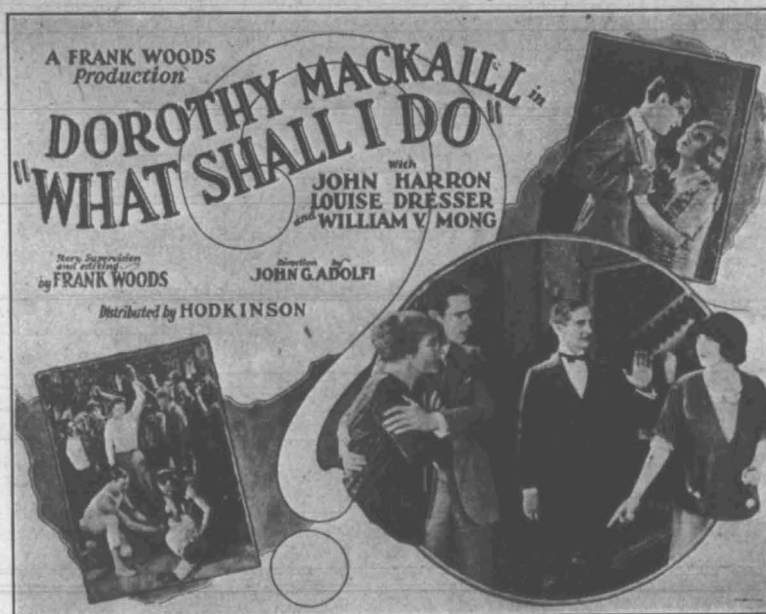 A FRANK WOODS
Production
DOROTHY MACKAILL in
"WHAT SHALL I DO"
with
JOHN HARRON
LOUISE DRESSER
and WILLIAM V. MONG
Story Supervision
and editing
by FRANK WOODS
Direction by
JOHN G. ADOLFI
Distributed by HODKINSON